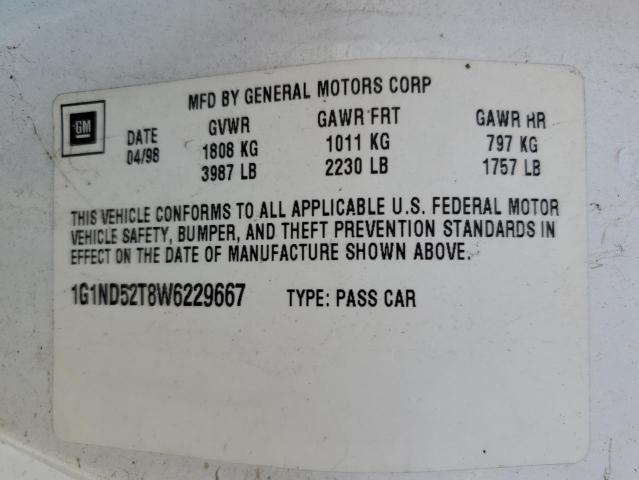 MFD BY GENERAL MOTORS CORP
GM
DATE GVWR GAWR FRT GAWR RR
04/98 1808 KG 1011 KG 797 KG
3987 LB 2230 LB 1757 LB
THIS VEHICLE CONFORMS TO ALL APPLICABLE U.S. FEDERAL MOTOR
VEHICLE SAFETY, BUMPER, AND THEFT PREVENTION STANDARDS IN
EFFECT ON THE DATE OF MANUFACTURE SHOWN ABOVE.
1G1ND52T8W6229667 TYPE: PASS CAR